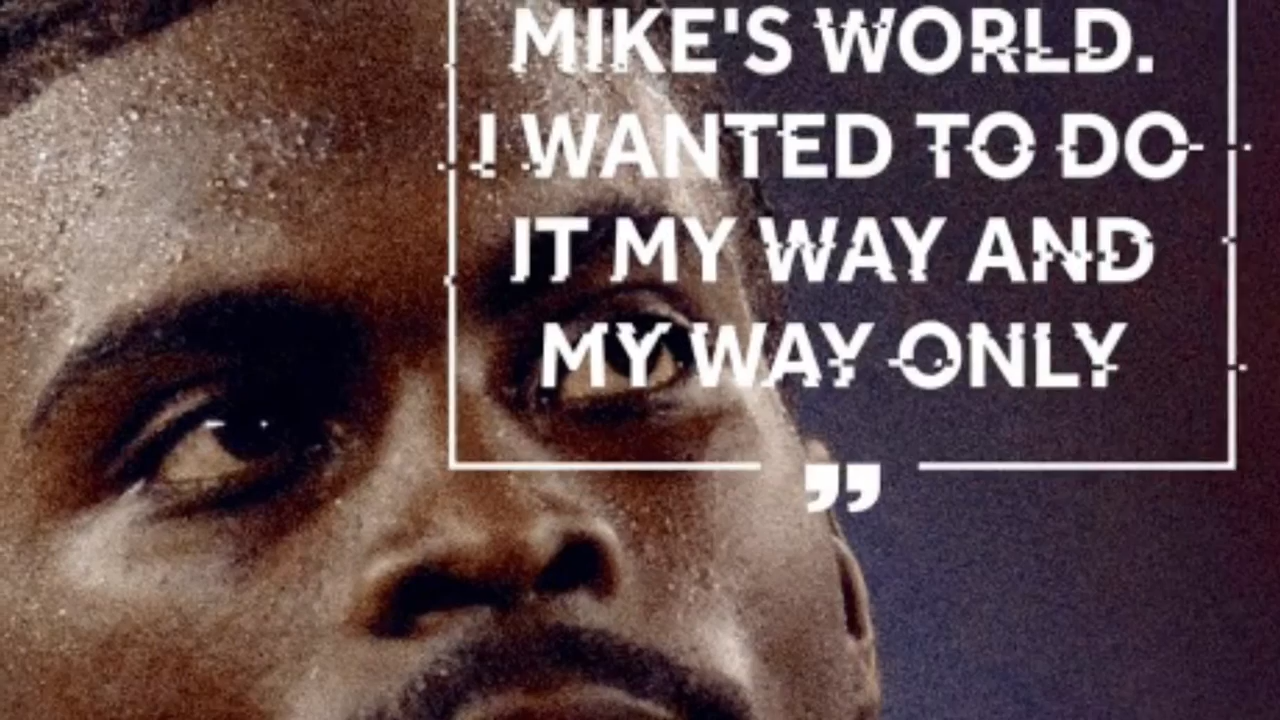 MIKE'S WORLD.
I WANTED TO DO
IT MY WAY AND
MY WAY ONLY
”